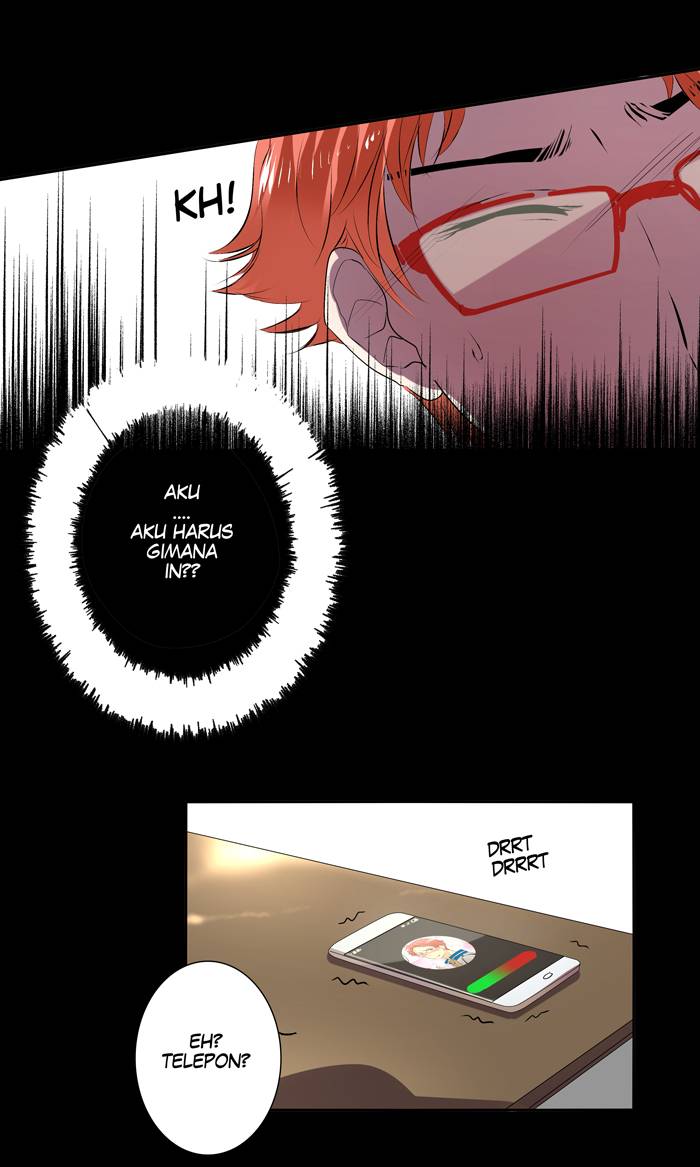 KH!
AKU
....
AKU HARUS
GIMANA
IN??
DRRT
DRRRT
EH?
TELEPON?